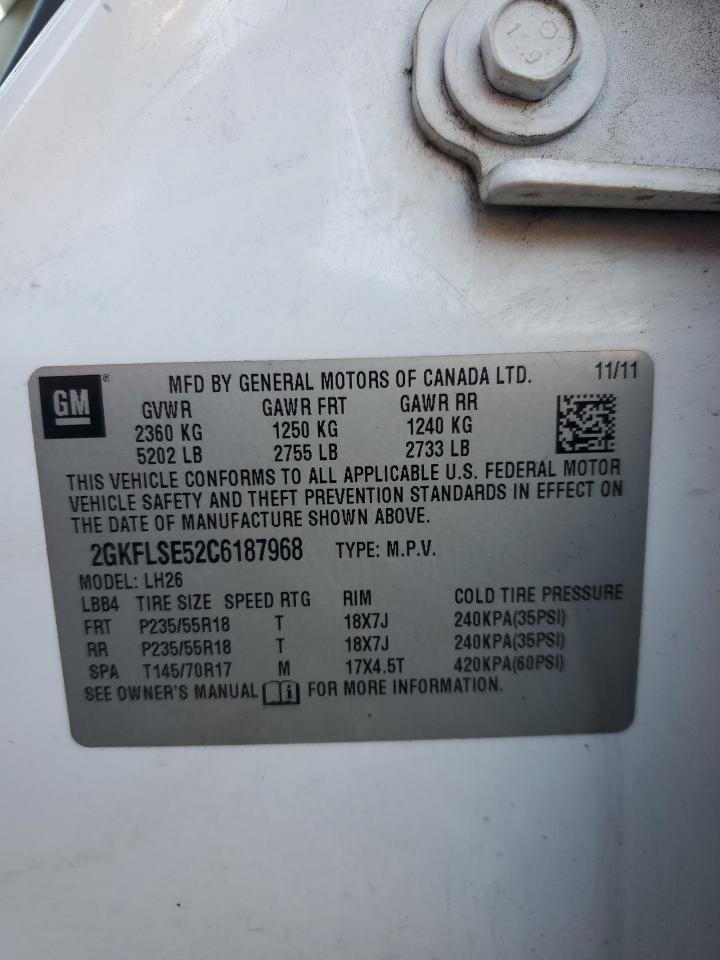 GM ® MFD BY GENERAL MOTORS OF CANADA LTD. 11/11
GVWR GAWR FRT GAWR RR
2360 KG 1250 KG 1240 KG
5202 LB 2755 LB 2733 LB
THIS VEHICLE CONFORMS TO ALL APPLICABLE U.S. FEDERAL MOTOR
VEHICLE SAFETY AND THEFT PREVENTION STANDARDS IN EFFECT ON
THE DATE OF MANUFACTURE SHOWN ABOVE.
2GKFLSE52C6187968 TYPE: M.P.V.
MODEL: LH26
LBB4 TIRE SIZE SPEED RTG RIM COLD TIRE PRESSURE
FRT P235/55R18 T 18X7J 240KPA(35PSI)
RR P235/55R18 T 18X7J 240KPA(35PSI)
SPA T145/70R17 M 17X4.5T 420KPA(60PSI)
SEE OWNER'S MANUAL FOR MORE INFORMATION.